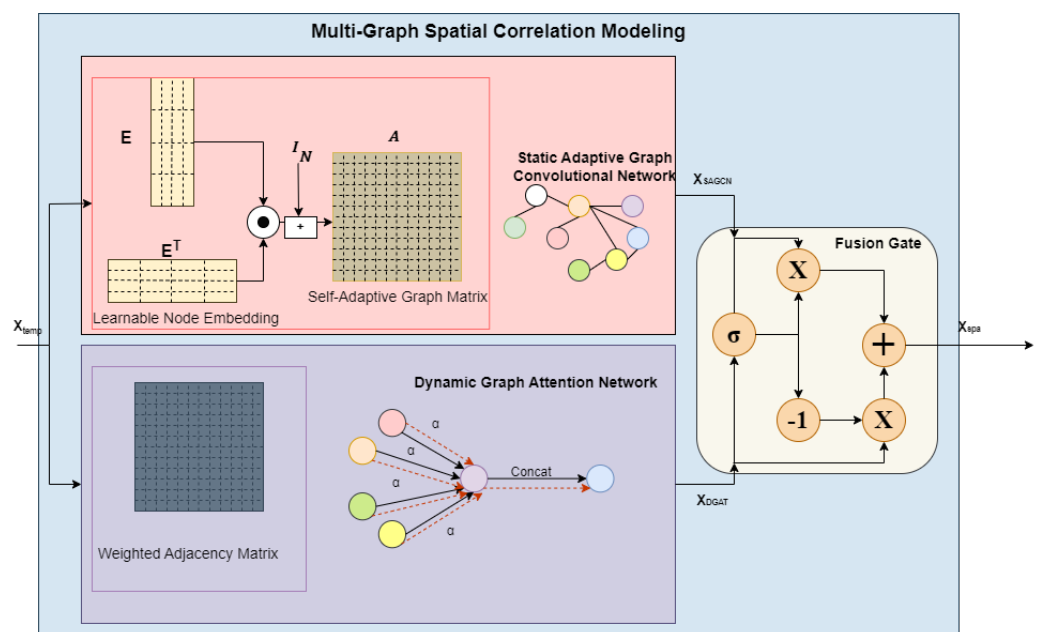 Multi-Graph Spatial Correlation Modeling
E
I_N
A
Static Adaptive Graph
Convolutional Network
X_SAGCN
+
E^T
Self-Adaptive Graph Matrix
Learnable Node Embedding
Fusion Gate
X
σ
+
-1
X
X_temp
X_spa
Dynamic Graph Attention Network
α
α
α
α
Concat
X_DGAT
Weighted Adjacency Matrix